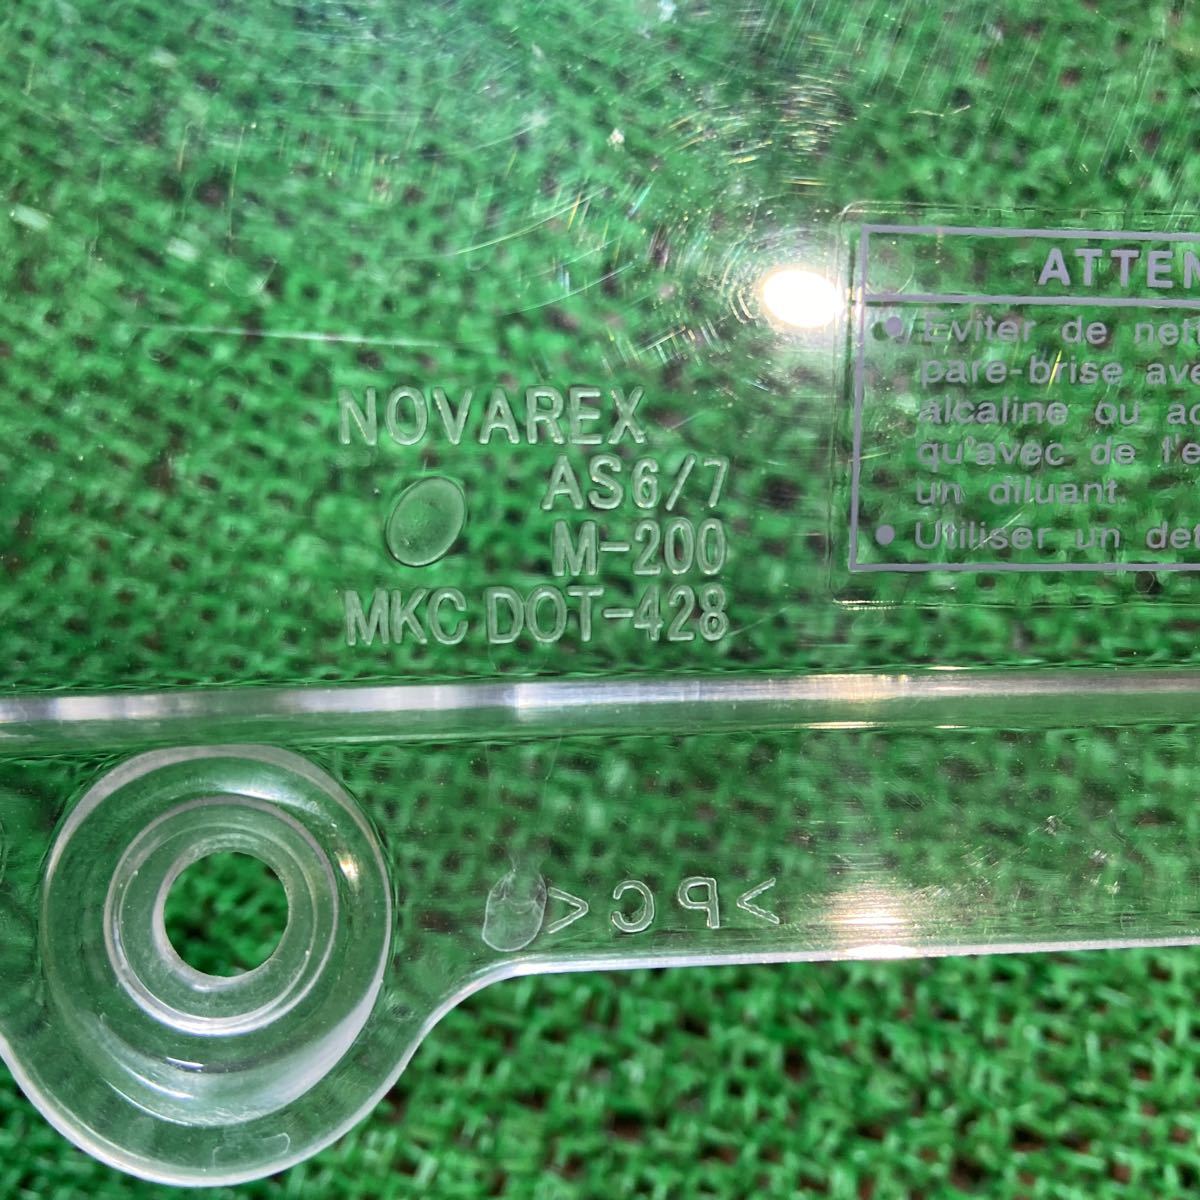 NOVAREX
AS6/7
M-200
MKC DOT-428
ATTEN
• Eviter de nett
pare-brise ave
alcaline ou ac
qu'avec de l'e
un diluant.
• Utiliser un
>PC<